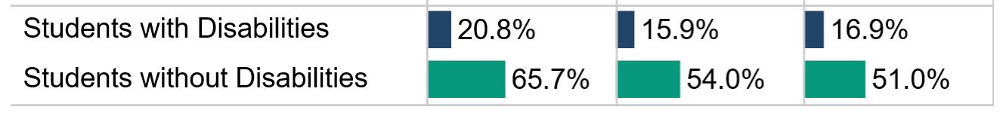 Students with Disabilities 20.8% 15.9% 16.9%
Students without Disabilities 65.7% 54.0% 51.0%